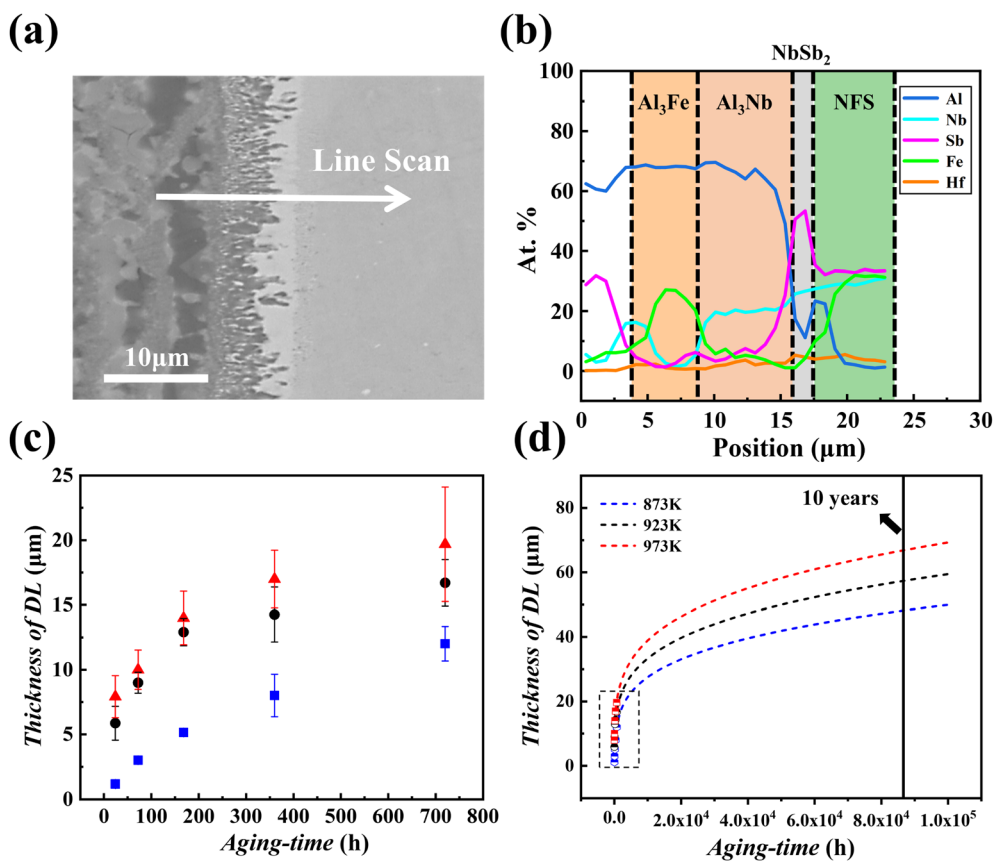 (a)
Line Scan
10μm
(b)
NbSb₂
Al₃Fe
Al₃Nb
NFS
Al
Nb
Sb
Fe
Hf
100
80
60
40
20
0
At. %
0
5
10
15
20
25
30
Position (μm)
(c)
25
20
15
10
5
0
Thickness of DL (μm)
0
100
200
300
400
500
600
700
800
Aging-time (h)
(d)
873K
923K
973K
10 years
80
60
40
20
0
Thickness of DL (μm)
0.0
2.0x10⁴
4.0x10⁴
6.0x10⁴
8.0x10⁴
1.0x10⁵
Aging-time (h)